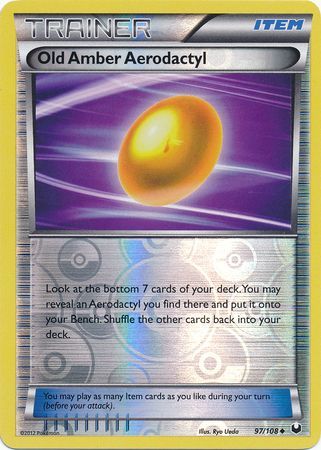 TRAINER ITEM
Old Amber Aerodactyl
Look at the bottom 7 cards of your deck. You may
reveal an Aerodactyl you find there and put it onto
your Bench. Shuffle the other cards back into your
deck.
You may play as many Item cards as you like during your turn
(before your attack).
©2012 Pokémon Illus. Ryo Ueda 97/108